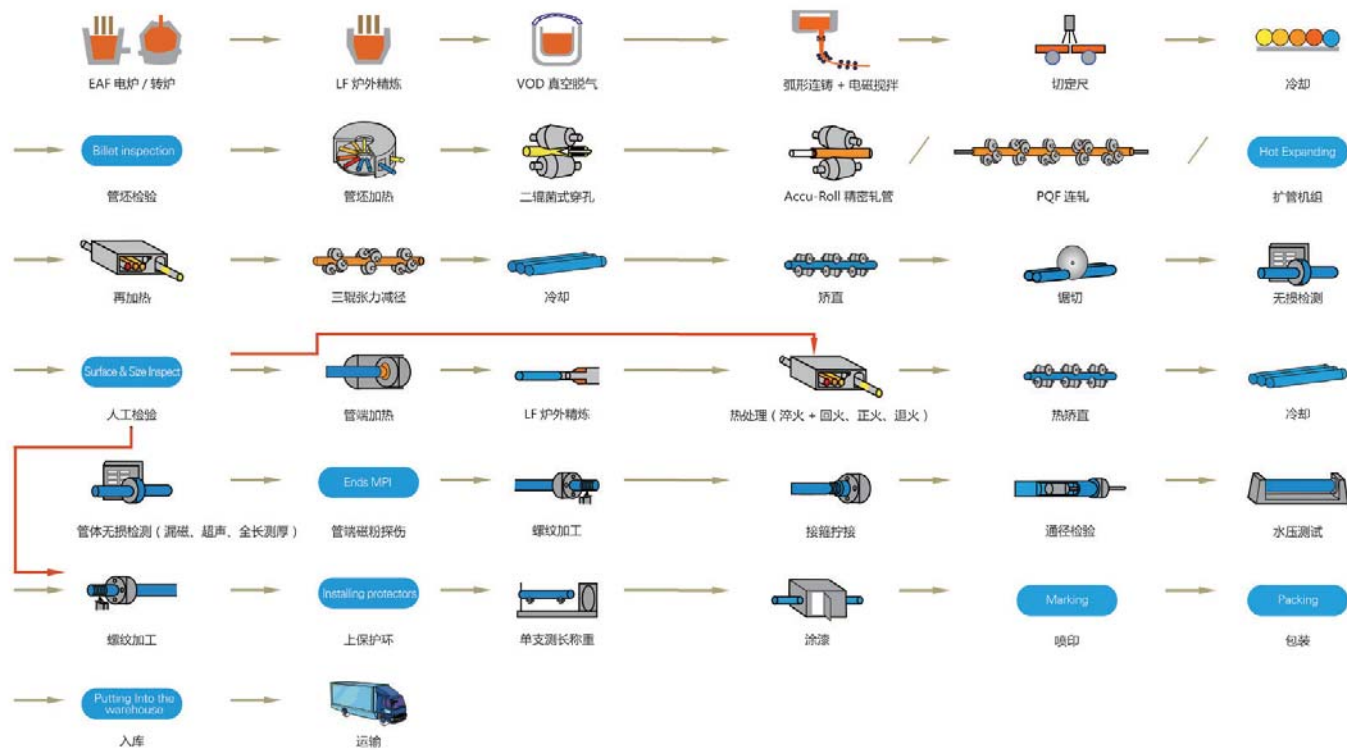 EAF 电炉 / 转炉
LF 炉外精炼
VOD 真空脱气
弧形连铸 + 电磁搅拌
切定尺
冷却
Billet inspection
管坯检验
管坯加热
二辊菌式穿孔
Accu-Roll 精密轧管
PQF 连轧
Hot Expanding
扩管机组
再加热
三辊张力减径
冷却
矫直
锯切
无损检测
Surface & Size Inspect
人工检验
管端加热
LF 炉外精炼
热处理（淬火 + 回火、正火、退火）
热矫直
冷却
管体无损检测（漏磁、超声、全长测厚）
Ends MPI
管端磁粉探伤
螺纹加工
接箍拧接
通径检验
水压测试
螺纹加工
Installing protectors
上保护环
单支测长称重
涂漆
Marking
喷印
Packing
包装
Putting Into the
warehouse
入库
运输